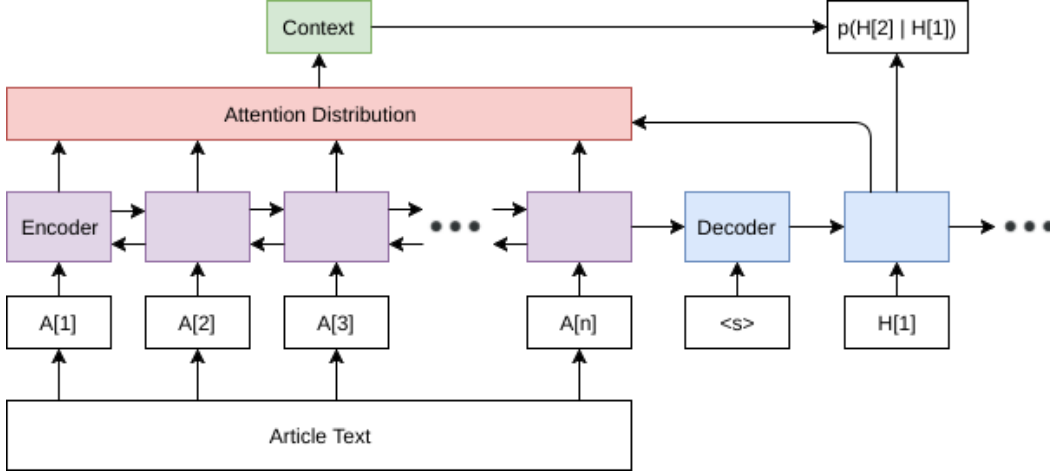 Context
p(H[2] | H[1])
Attention Distribution
Encoder
Decoder
A[1]
A[2]
A[3]
A[n]
<s>
H[1]
Article Text